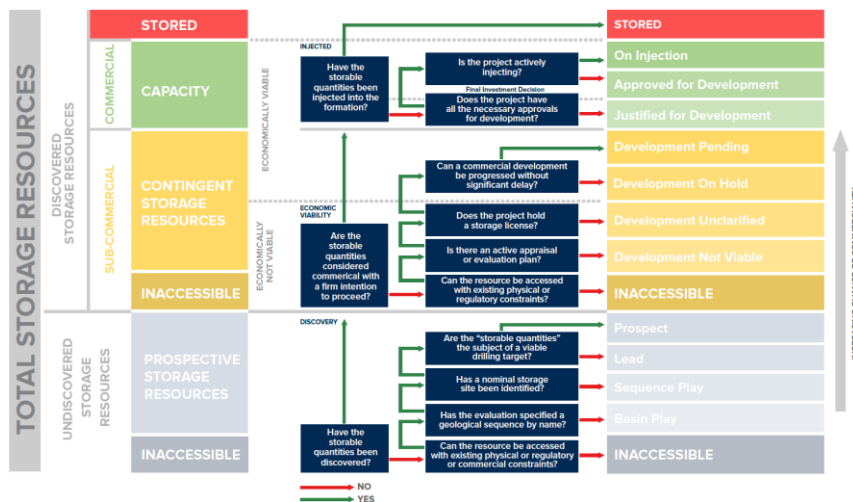 TOTAL STORAGE RESOURCES
DISCOVERED
STORAGE RESOURCES
UNDISCOVERED
STORAGE
RESOURCES
COMMERCIAL
SUB-COMMERCIAL
STORED
CAPACITY
CONTINGENT
STORAGE
RESOURCES
INACCESSIBLE
PROSPECTIVE
STORAGE
RESOURCES
INACCESSIBLE
ECONOMICALLY VIABLE
ECONOMICALLY
NOT VIABLE
INJECTED
Have the
storable
quantities been
injected into the
formation?
Is the project actively
injecting?
Final Investment Decision
Does the project have
all the necessary approvals
for development?
ECONOMIC
VIABILITY
Are the
storable
quantities
considered
commerical with a
firm intention to
proceed?
Can a commercial development
be progressed without
significant delay?
Does the project hold
a storage license?
Is there an active appraisal
or evaluation plan?
Can the resource be accessed
with existing physical or
regulatory constraints?
DISCOVERY
Have the
storable
quantities been
discovered?
Are the "storable quantities"
the subject of a viable
drilling target?
Has a nominal storage
site been identified?
Has the evaluation specified a
geological sequence by name?
Can the resource be accessed
with existing physical or regulatory
or commercial constraints?
STORED
On Injection
Approved for Development
Justified for Development
Development Pending
Development On Hold
Development Unclarified
Development Not Viable
INACCESSIBLE
Prospect
Lead
Sequence Play
Basin Play
INACCESSIBLE
NO
YES